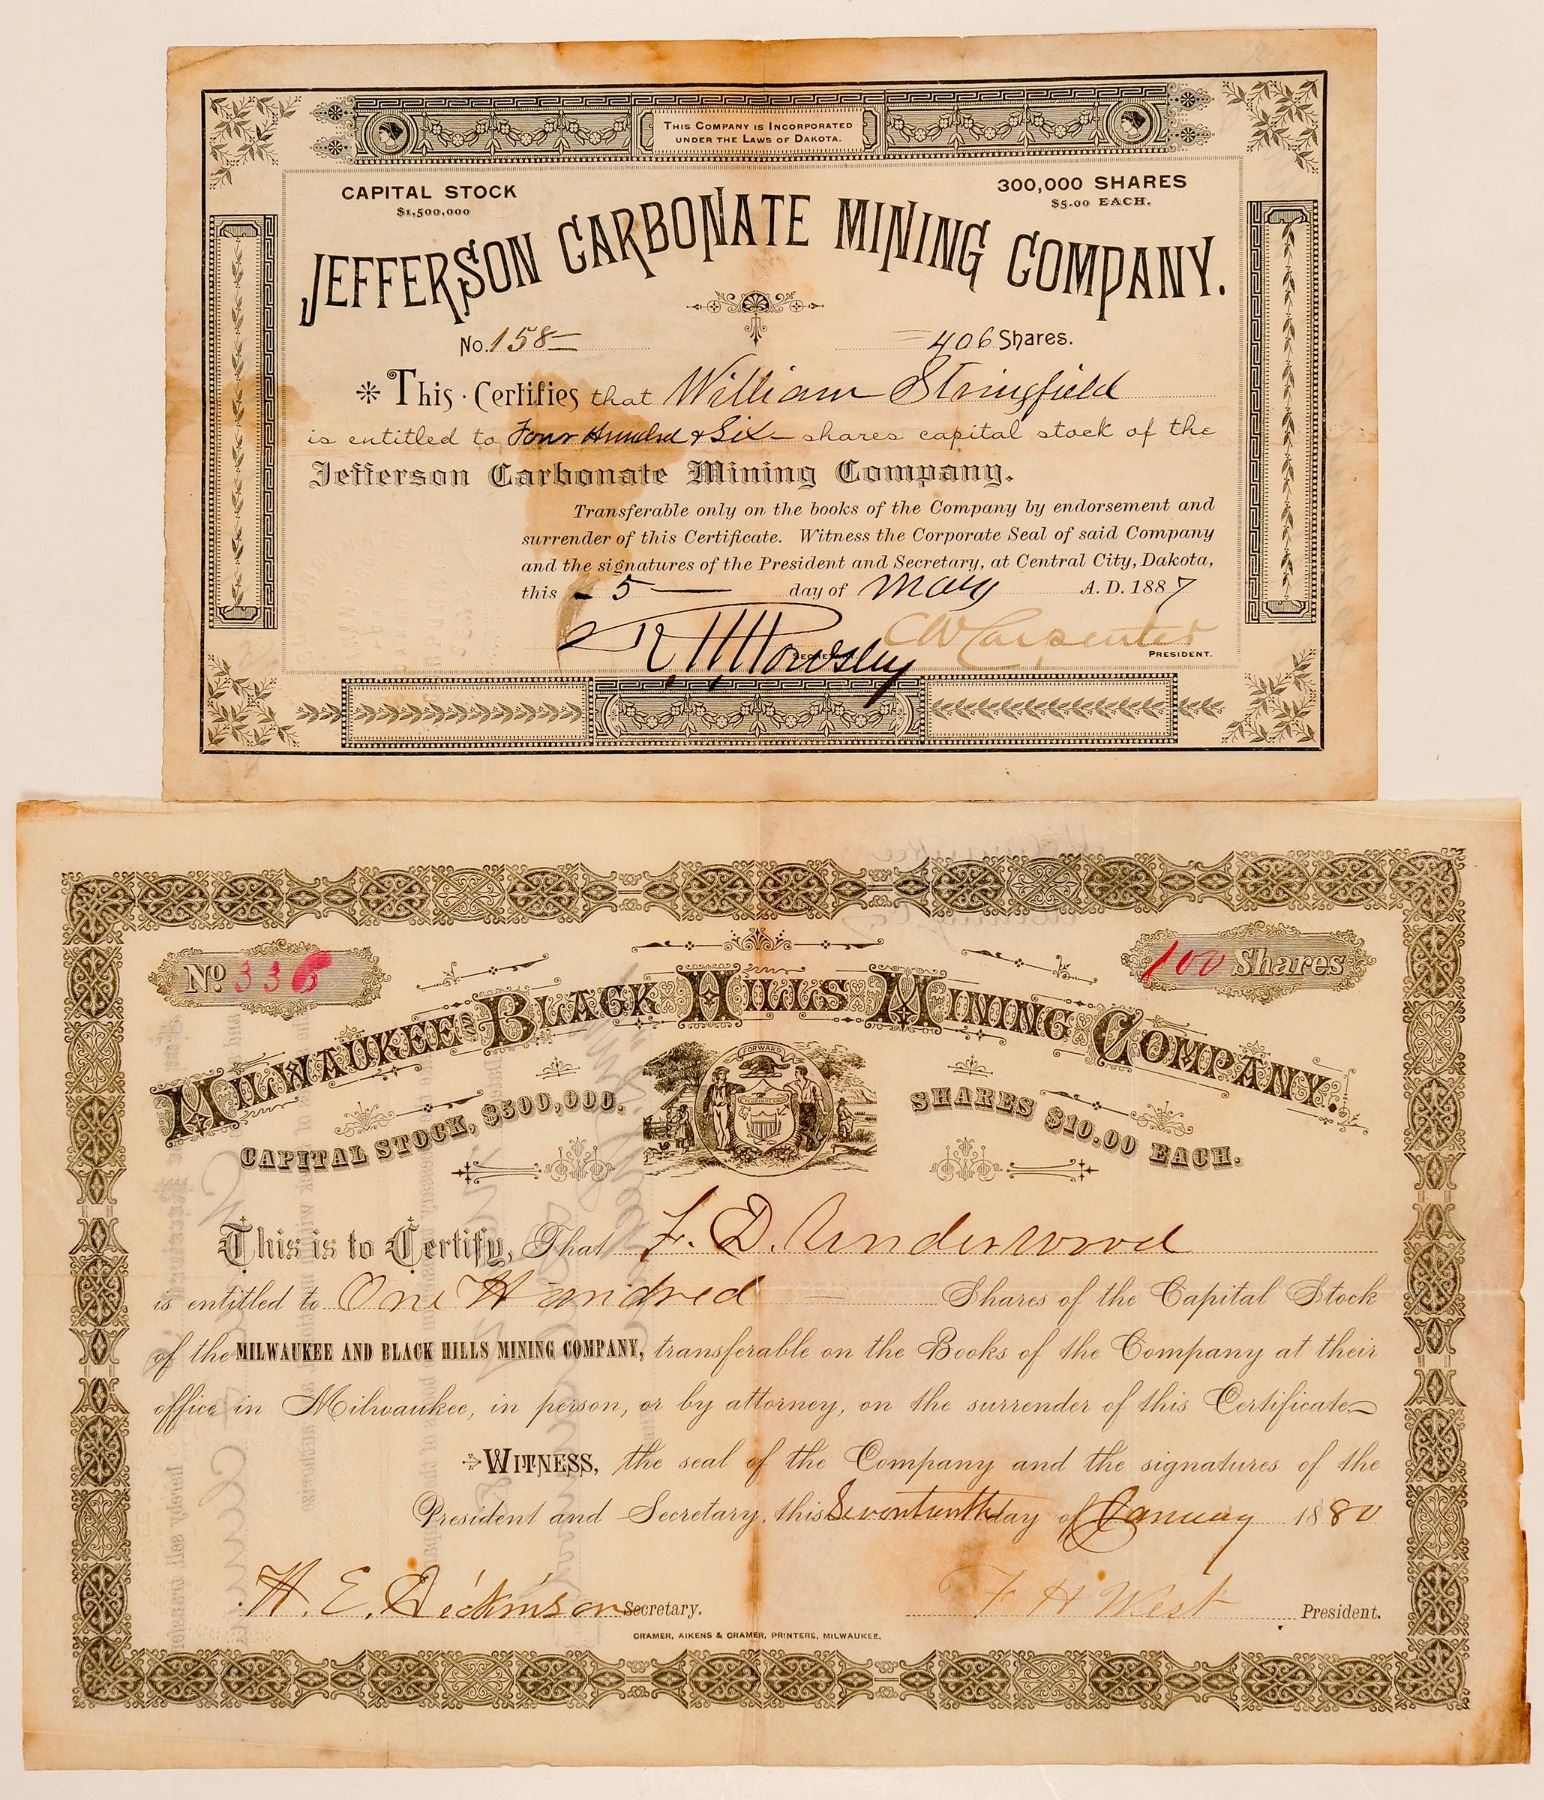 THIS COMPANY IS INCORPORATED
UNDER THE LAWS OF DAKOTA.
CAPITAL STOCK
$1,500,000
300,000 SHARES
$5.00 EACH.
JEFFERSON CARBONATE MINING COMPANY.
No. 158 406 Shares.
This Certifies that William Stringfield
is entitled to Four Hundred & Six shares capital stock of the
Jefferson Carbonate Mining Company.
Transferable only on the books of the Company by endorsement and
surrender of this Certificate. Witness the Corporate Seal of said Company
and the signatures of the President and Secretary, at Central City, Dakota,
this 5 day of May A.D. 1887
C W Carpenter
PRESIDENT.
No 336
100 Shares
MILWAUKEE AND BLACK HILLS MINING COMPANY.
FORWARD
CAPITAL STOCK, $500,000.
SHARES $10.00 EACH.
This is to Certify, That F. D. Underwood
is entitled to One Hundred Shares of the Capital Stock
of the MILWAUKEE AND BLACK HILLS MINING COMPANY, transferable on the Books of the Company at their
office in Milwaukee, in person, or by attorney, on the surrender of this Certificate
WITNESS, the seal of the Company and the signatures of the
President and Secretary, this Seventeenth day of January 1880
H. E. Dickinson Secretary.
F H West President.
CRAMER, AIKENS & CRAMER, PRINTERS, MILWAUKEE.